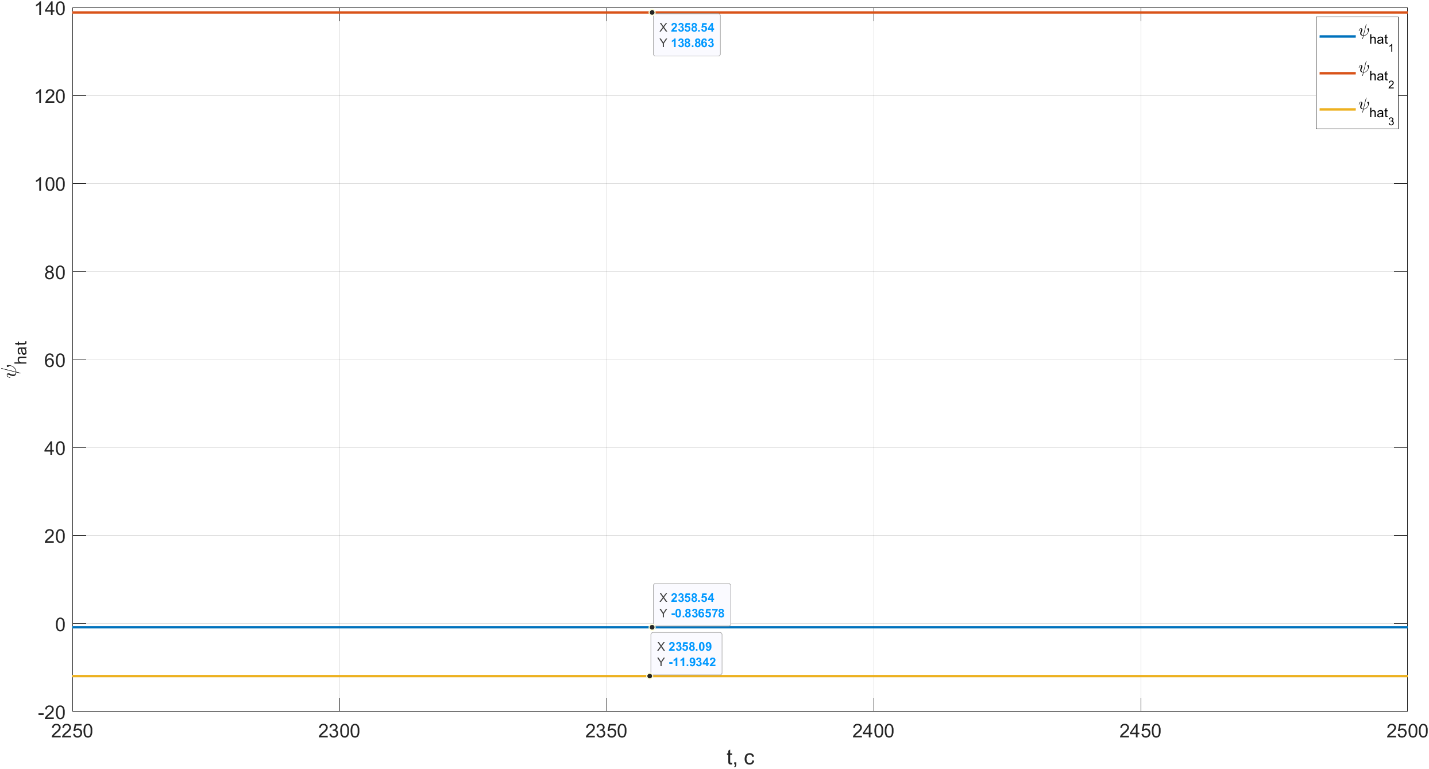 140
120
100
80
60
40
20
0
-20
2250
2300
2350
2400
2450
2500
t, c
ψhat
X 2358.54
Y 138.863
X 2358.54
Y -0.836578
X 2358.09
Y -11.9342
ψhat1
ψhat2
ψhat3